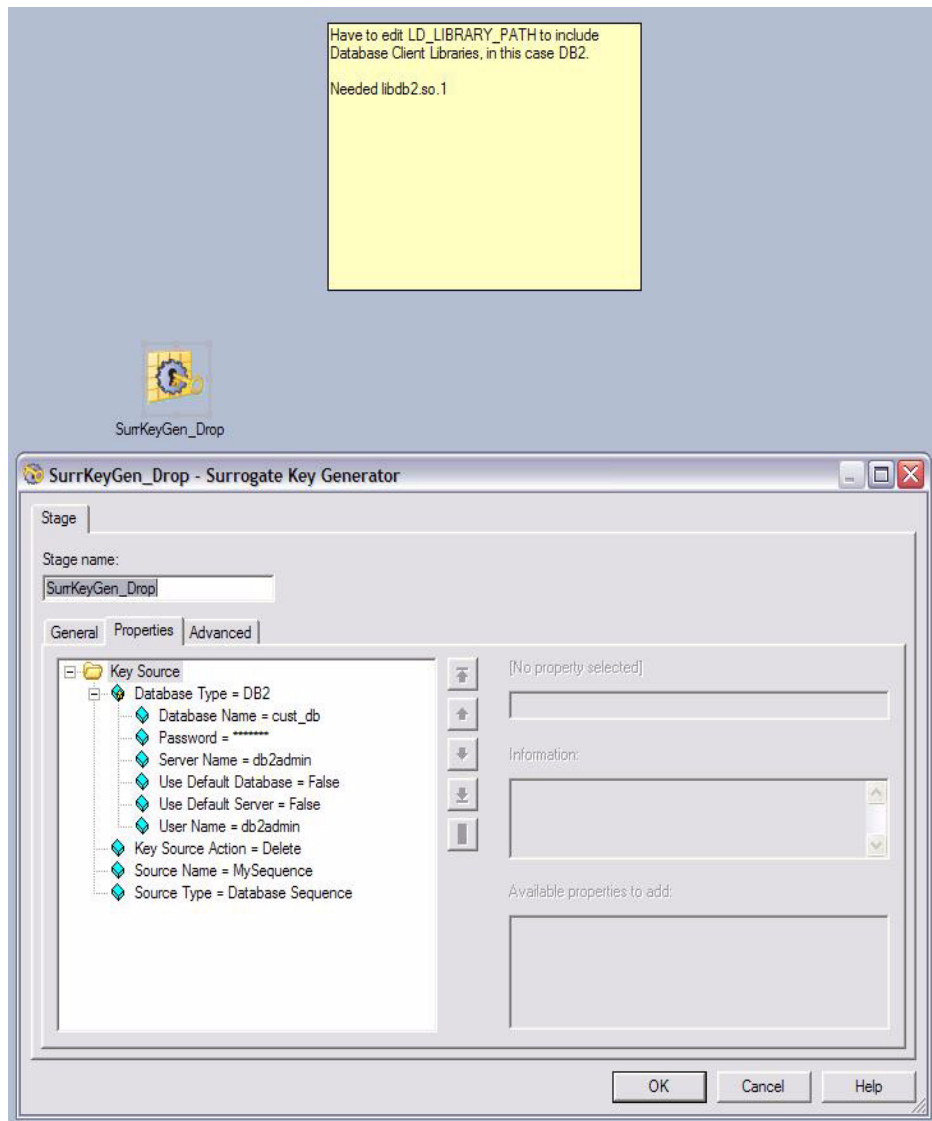 Have to edit LD_LIBRARY_PATH to include
Database Client Libraries, in this case DB2.
Needed libdb2.so.1
SurrKeyGen_Drop
SurrKeyGen_Drop - Surrogate Key Generator
Stage
Stage name:
SurrKeyGen_Drop
General Properties Advanced
Key Source
Database Type = DB2
Database Name = cust_db
Password = *******
Server Name = db2admin
Use Default Database = False
Use Default Server = False
User Name = db2admin
Key Source Action = Delete
Source Name = MySequence
Source Type = Database Sequence
[No property selected]
Information:
Available properties to add:
OK Cancel Help